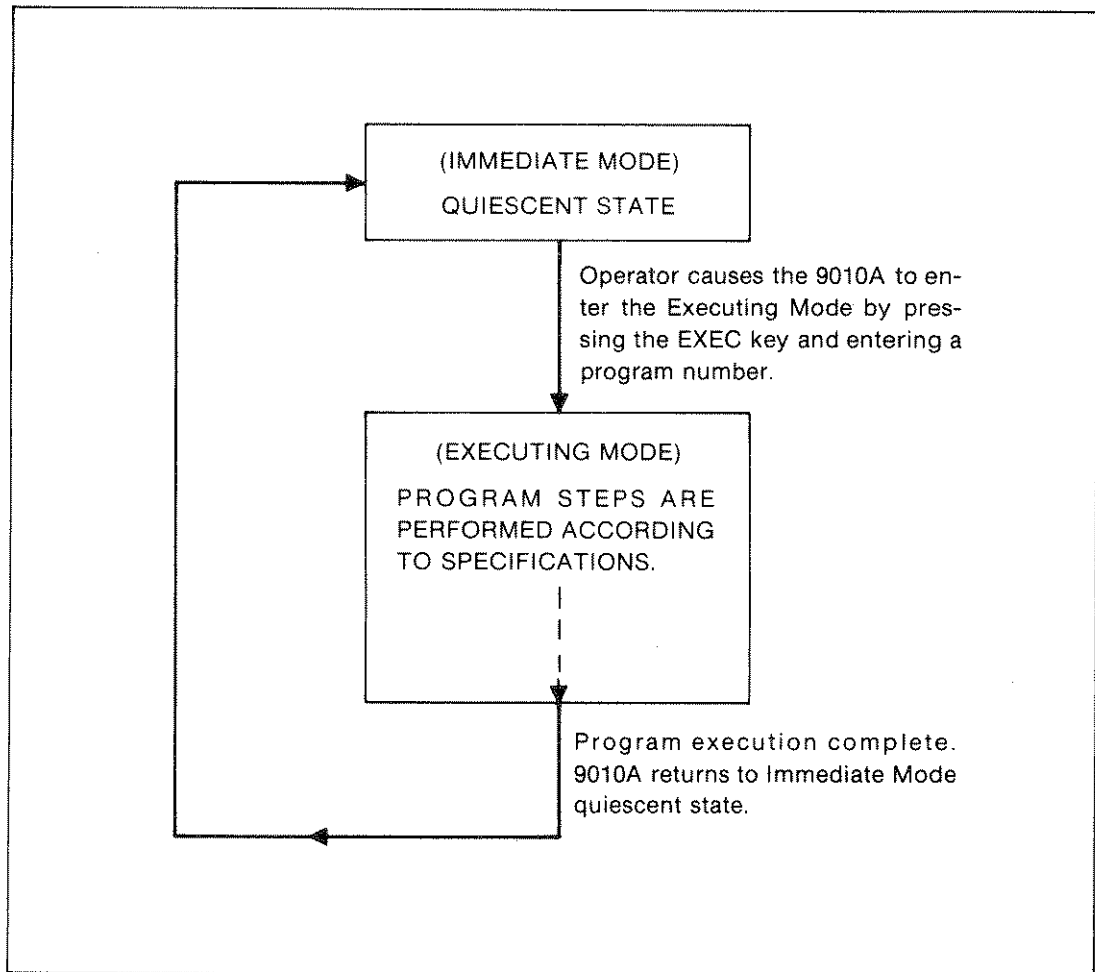 (IMMEDIATE MODE)
QUIESCENT STATE
Operator causes the 9010A to en-
ter the Executing Mode by pres-
sing the EXEC key and entering a
program number.
(EXECUTING MODE)
PROGRAM STEPS ARE
PERFORMED ACCORDING
TO SPECIFICATIONS.
Program execution complete.
9010A returns to Immediate Mode
quiescent state.